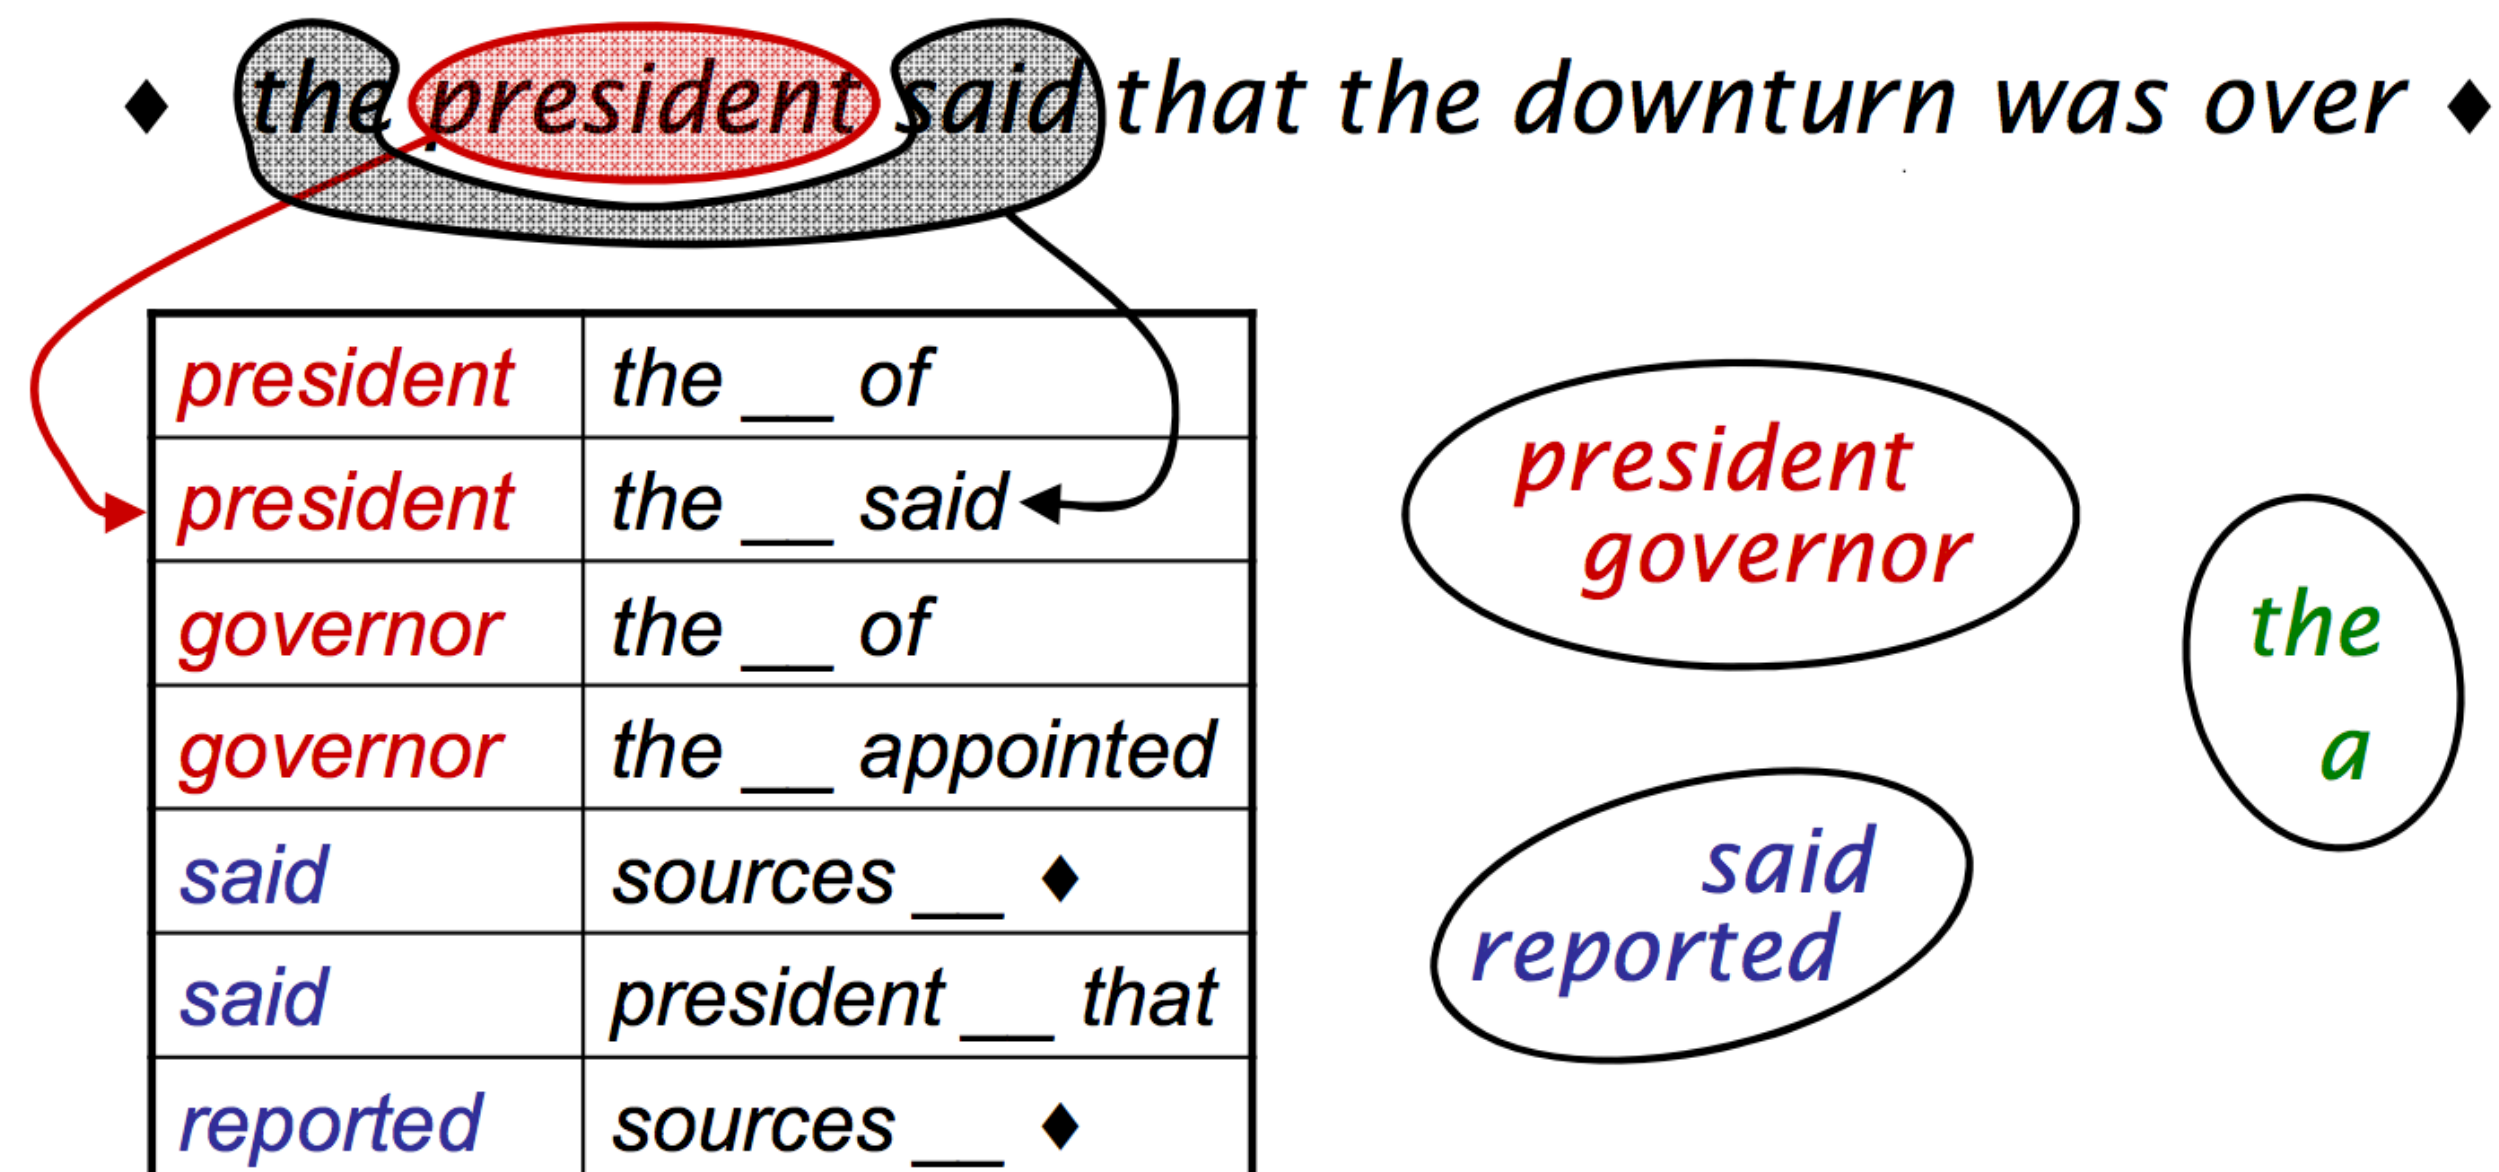 ♦ the president said that the downturn was over ♦
president the __ of
president the __ said
governor the __ of
governor the __ appointed
said sources __ ♦
said president __ that
reported sources __ ♦
president
governor
the
a
said
reported